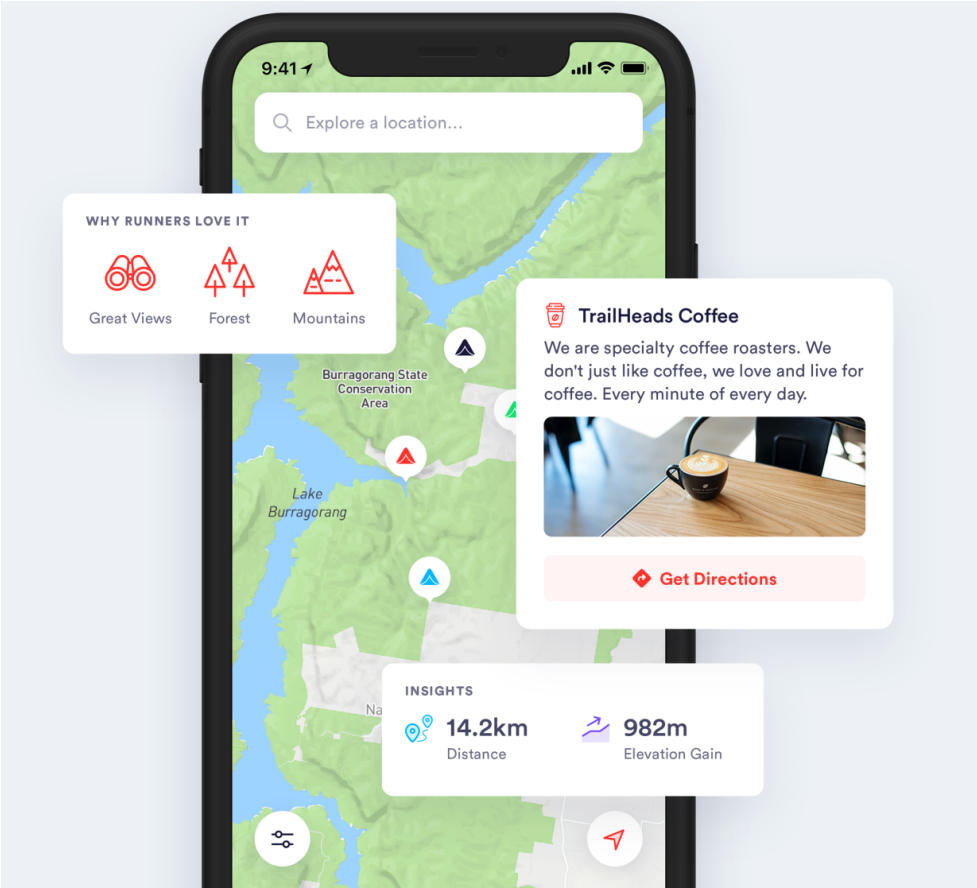 9:41
Explore a location...
WHY RUNNERS LOVE IT
Great Views
Forest
Mountains
TrailHeads Coffee
We are specialty coffee roasters. We
don't just like coffee, we love and live for
coffee. Every minute of every day.
Burragorang State
Conservation
Area
Lake
Burragorang
Get Directions
INSIGHTS
14.2km
Distance
982m
Elevation Gain